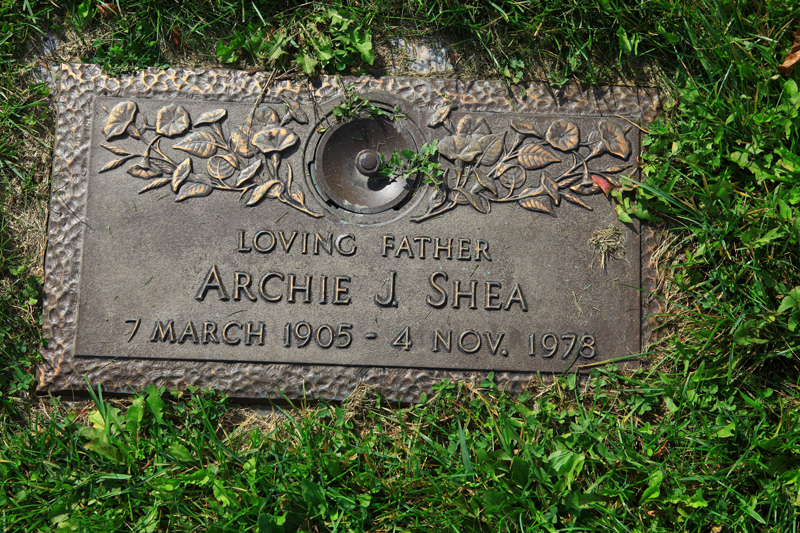 LOVING FATHER
ARCHIE J SHEA
7 MARCH 1905 - 4 NOV. 1978